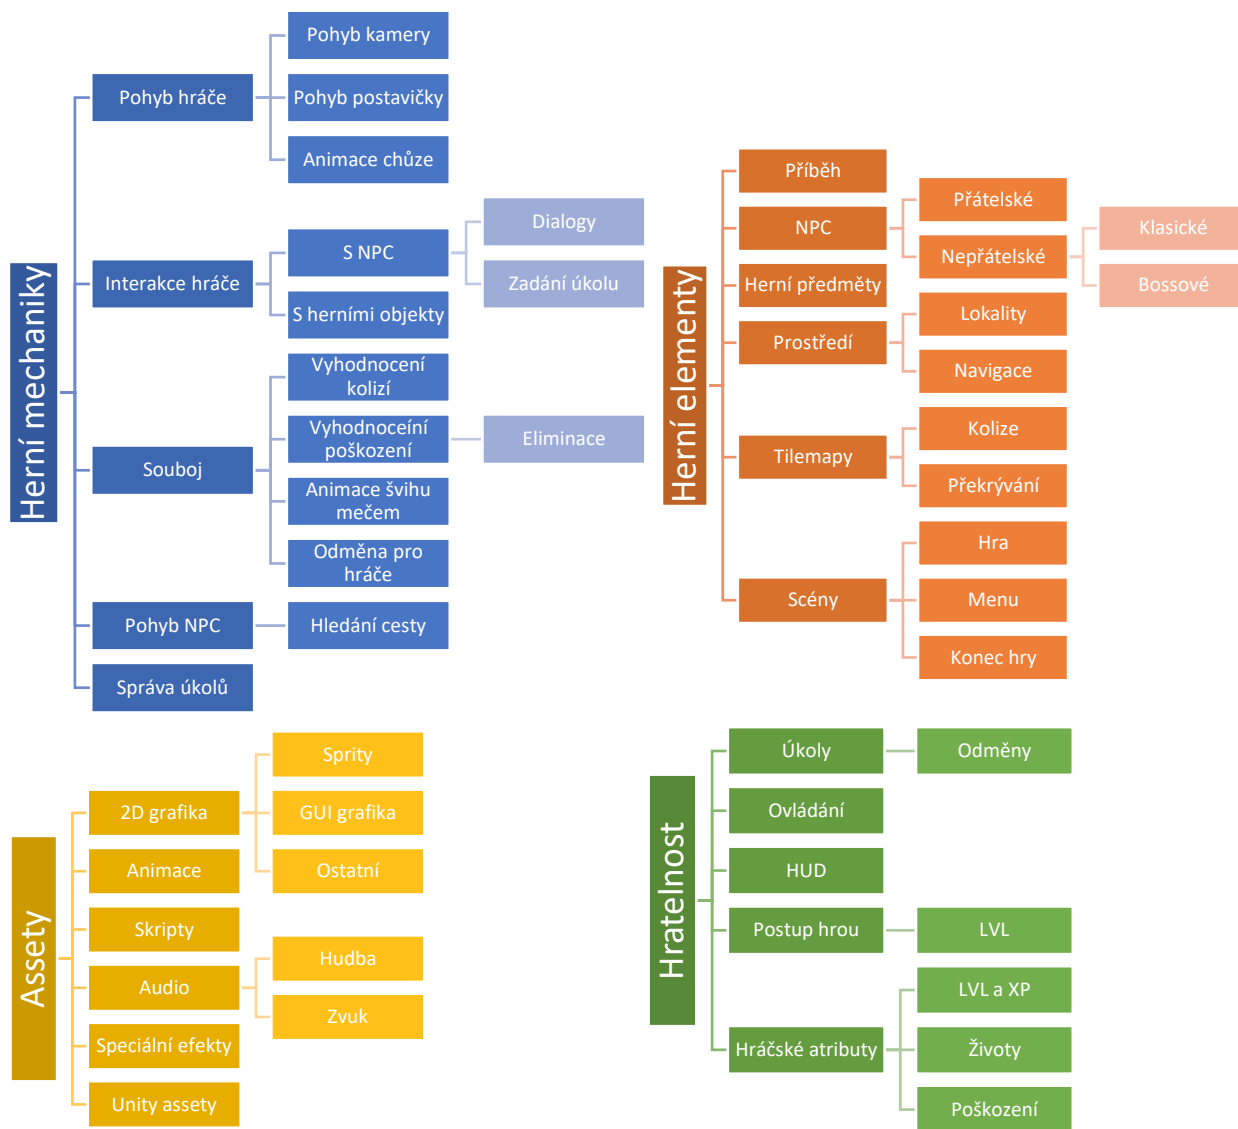 Herní mechaniky
Pohyb hráče
Pohyb kamery
Pohyb postavičky
Animace chůze
Interakce hráče
S NPC
Dialogy
Zadání úkolu
S herními objekty
Souboj
Vyhodnocení
kolizí
Vyhodnoceíní
poškození
Eliminace
Animace švihu
mečem
Odměna pro
hráče
Pohyb NPC
Hledání cesty
Správa úkolů
Herní elementy
Příběh
NPC
Přátelské
Nepřátelské
Klasické
Bossové
Herní předměty
Prostředí
Lokality
Navigace
Tilemapy
Kolize
Překrývání
Scény
Hra
Menu
Konec hry
Assety
2D grafika
Sprity
GUI grafika
Ostatní
Animace
Skripty
Audio
Hudba
Zvuk
Speciální efekty
Unity assety
Hratelnost
Úkoly
Odměny
Ovládání
HUD
Postup hrou
LVL
Hráčské atributy
LVL a XP
Životy
Poškození